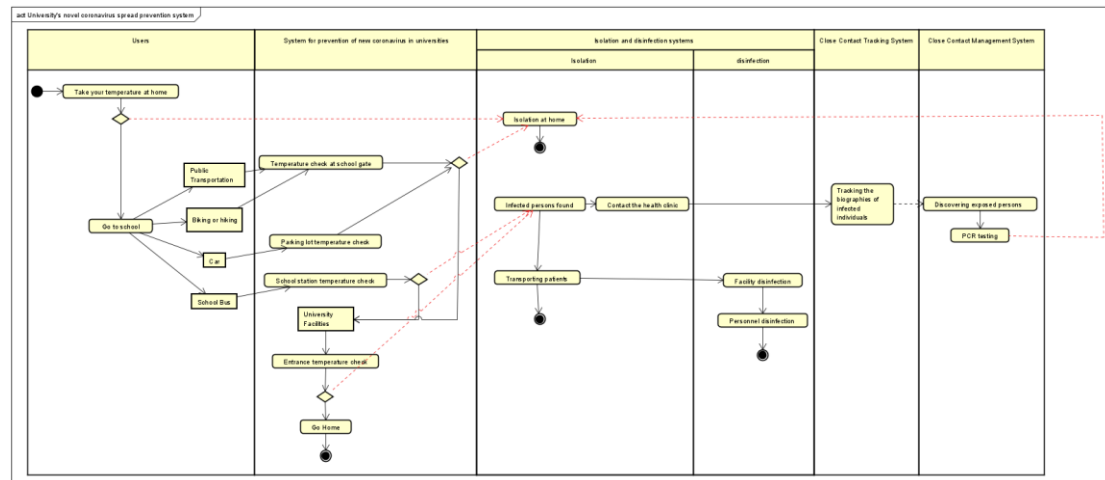 act University's novel coronavirus spread prevention system
Users
System for prevention of new coronavirus in universities
Isolation and disinfection systems
Close Contact Tracking System
Close Contact Management System
Isolation
disinfection
Take your temperature at home
Isolation at home
Public
Transportation
Temperature check at school gate
Tracking the
biographies of
infected
individuals
Infected persons found
Contact the health clinic
Discovering exposed persons
Biking or hiking
Go to school
PCR testing
Parking lot temperature check
Car
School station temperature check
Transporting patients
Facility disinfection
School Bus
University
Facilities
Personnel disinfection
Entrance temperature check
Go Home